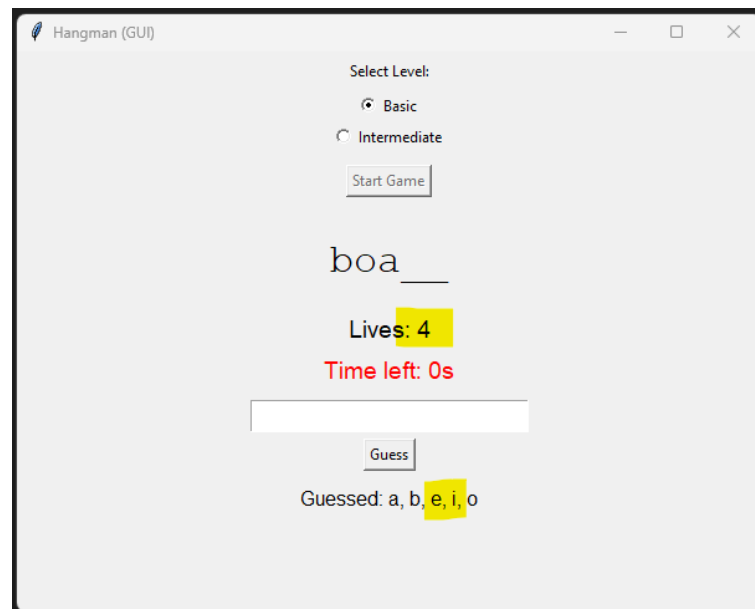 Hangman (GUI)
Select Level:
Basic
Intermediate
Start Game
boa__
Lives: 4
Time left: 0s
Guess
Guessed: a, b, e, i, o